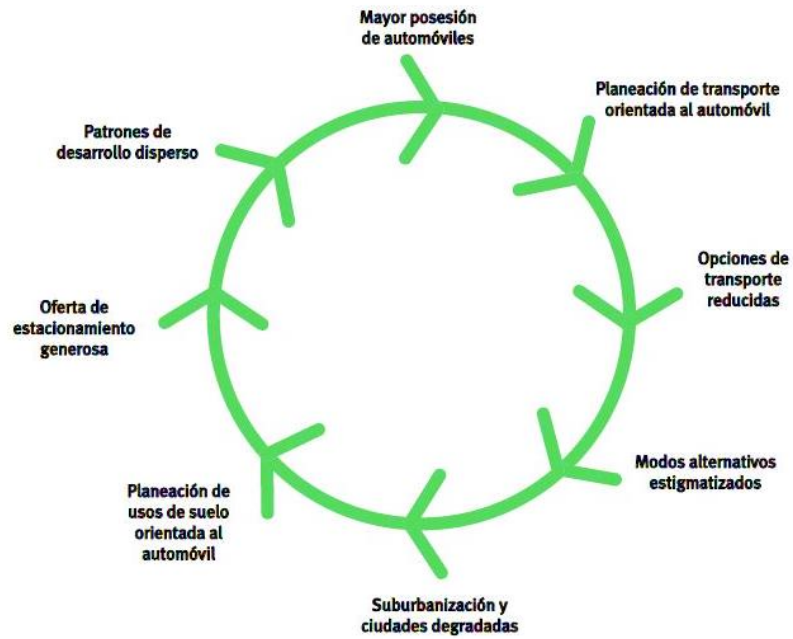 Mayor posesión
de automóviles
Planeación de transporte
orientada al automóvil
Opciones de
transporte
reducidas
Modos alternativos
estigmatizados
Suburbanización y
ciudades degradadas
Planeación de
usos de suelo
orientada al
automóvil
Oferta de
estacionamiento
generosa
Patrones de
desarrollo disperso